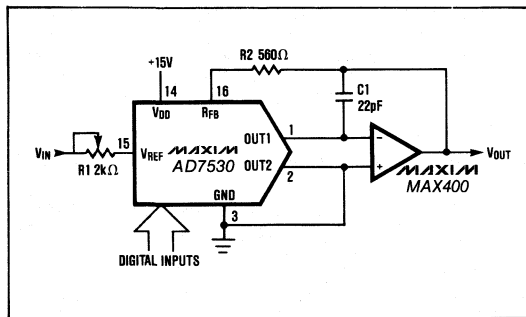 R2 560Ω
+15V
14
16
C1
22pF
VDD
RFB
VIN
R1 2kΩ
15
VREF
MAXIM
AD7530
OUT1
1
OUT2
2
GND
3
−
+
VOUT
MAXIM
MAX400
DIGITAL INPUTS